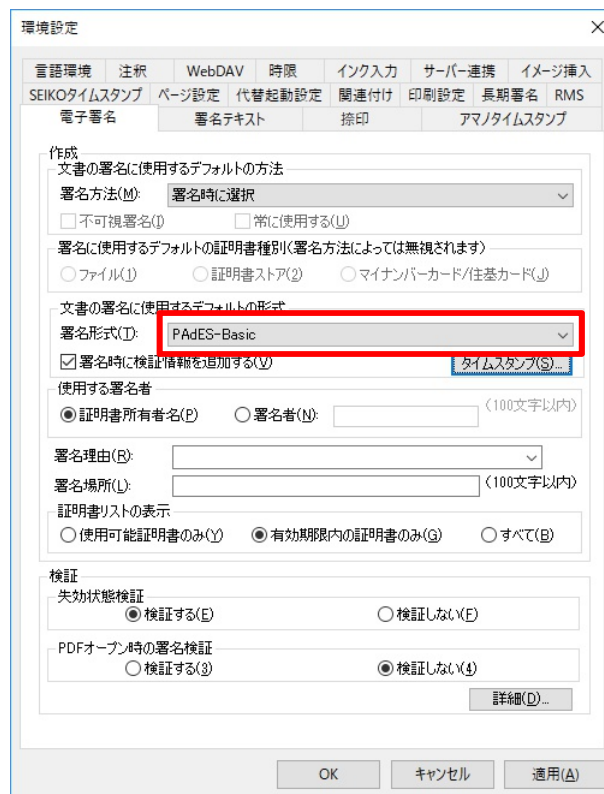 環境設定
言語環境 注釈 WebDAV 時限 インク入力 サーバー連携 イメージ挿入
SEIKOタイムスタンプ ページ設定 代替起動設定 関連付け 印刷設定 長期署名 RMS
電子署名 署名テキスト 捺印 アマノタイムスタンプ
作成
文書の署名に使用するデフォルトの方法
署名方法(M): 署名時に選択
不可視署名(I) 常に使用する(U)
署名に使用するデフォルトの証明書種別(署名方法によっては無視されます)
ファイル(1) 証明書ストア(2) マイナンバーカード/住基カード(J)
文書の署名に使用するデフォルトの形式
署名形式(T): PAdES-Basic
署名時に検証情報を追加する(V) タイムスタンプ(S)...
使用する署名者
証明書所有者名(P) 署名者(N): (100文字以内)
署名理由(R):
署名場所(L): (100文字以内)
証明書リストの表示
使用可能証明書のみ(Y) 有効期限内の証明書のみ(G) すべて(B)
検証
失効状態検証
検証する(E) 検証しない(F)
PDFオープン時の署名検証
検証する(3) 検証しない(4)
詳細(D)...
OK キャンセル 適用(A)